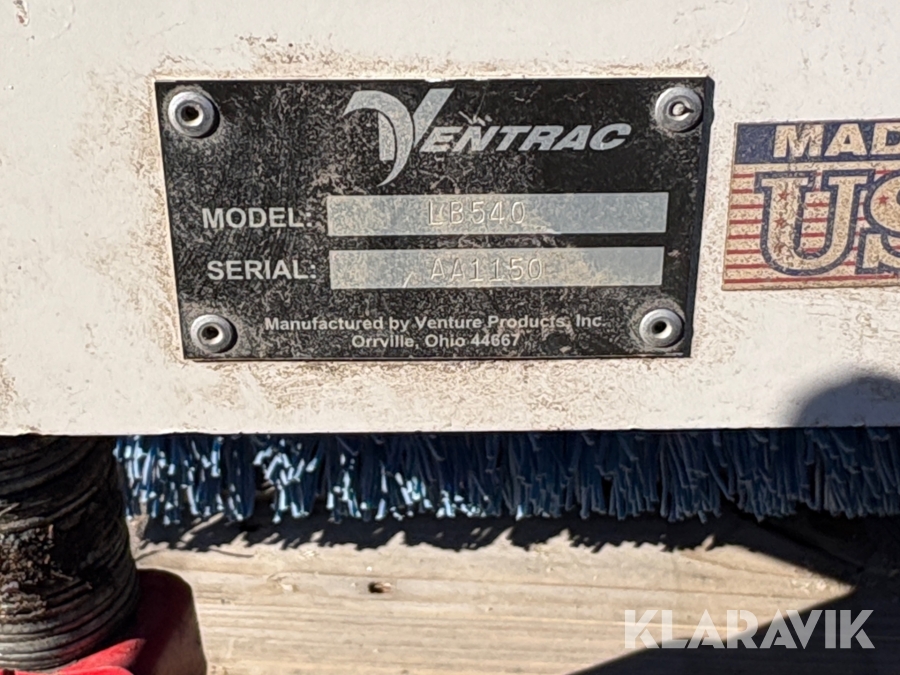 VENTRAC
MODEL: LB540
SERIAL: AA1150
Manufactured by Venture Products, Inc.
Orrville, Ohio 44667
MAD
US
KLARAVIK